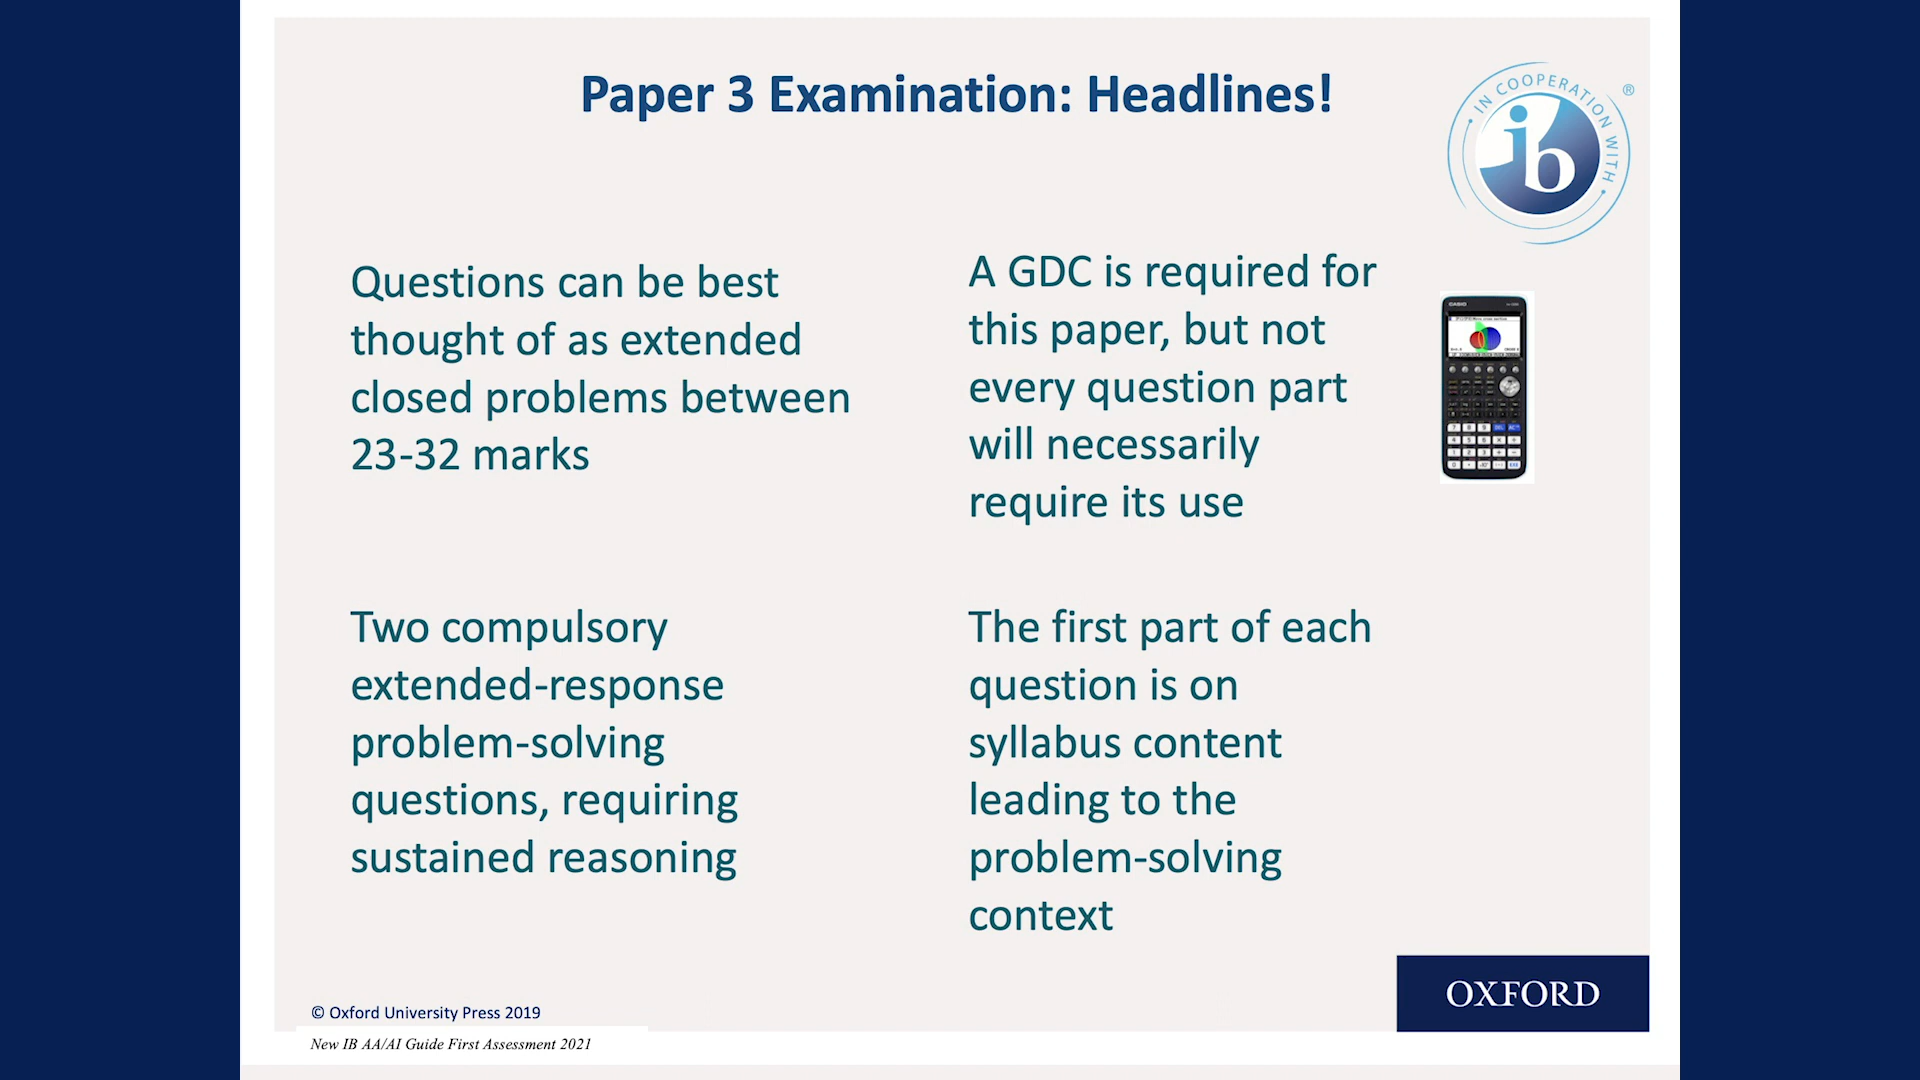 Paper 3 Examination: Headlines!
IN COOPERATION WITH
®
ib
Questions can be best
thought of as extended
closed problems between
23-32 marks
A GDC is required for
this paper, but not
every question part
will necessarily
require its use
CASIO
Two compulsory
extended-response
problem-solving
questions, requiring
sustained reasoning
The first part of each
question is on
syllabus content
leading to the
problem-solving
context
OXFORD
© Oxford University Press 2019
New IB AA/AI Guide First Assessment 2021